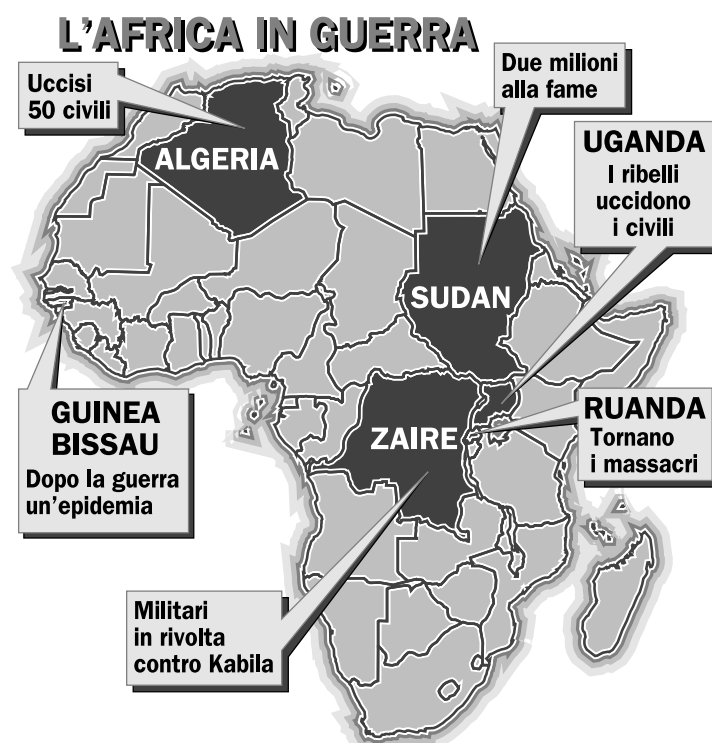 L'AFRICA IN GUERRA
Uccisi
50 civili
ALGERIA
Due milioni
alla fame
SUDAN
UGANDA
I ribelli
uccidono
i civili
GUINEA
BISSAU
Dopo la guerra
un'epidemia
ZAIRE
RUANDA
Tornano
i massacri
Militari
in rivolta
contro Kabila